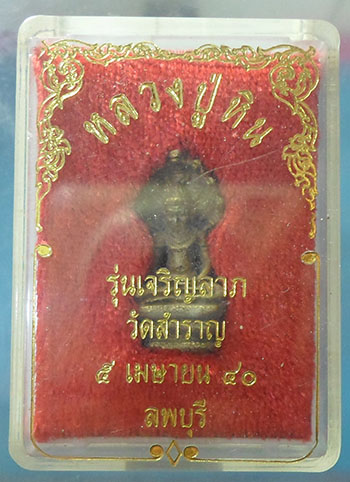 หลวงปู่หิน
รุ่นเจริญลาภ
วัดสำราญ
๕ เมษายน ๔๐
ลพบุรี